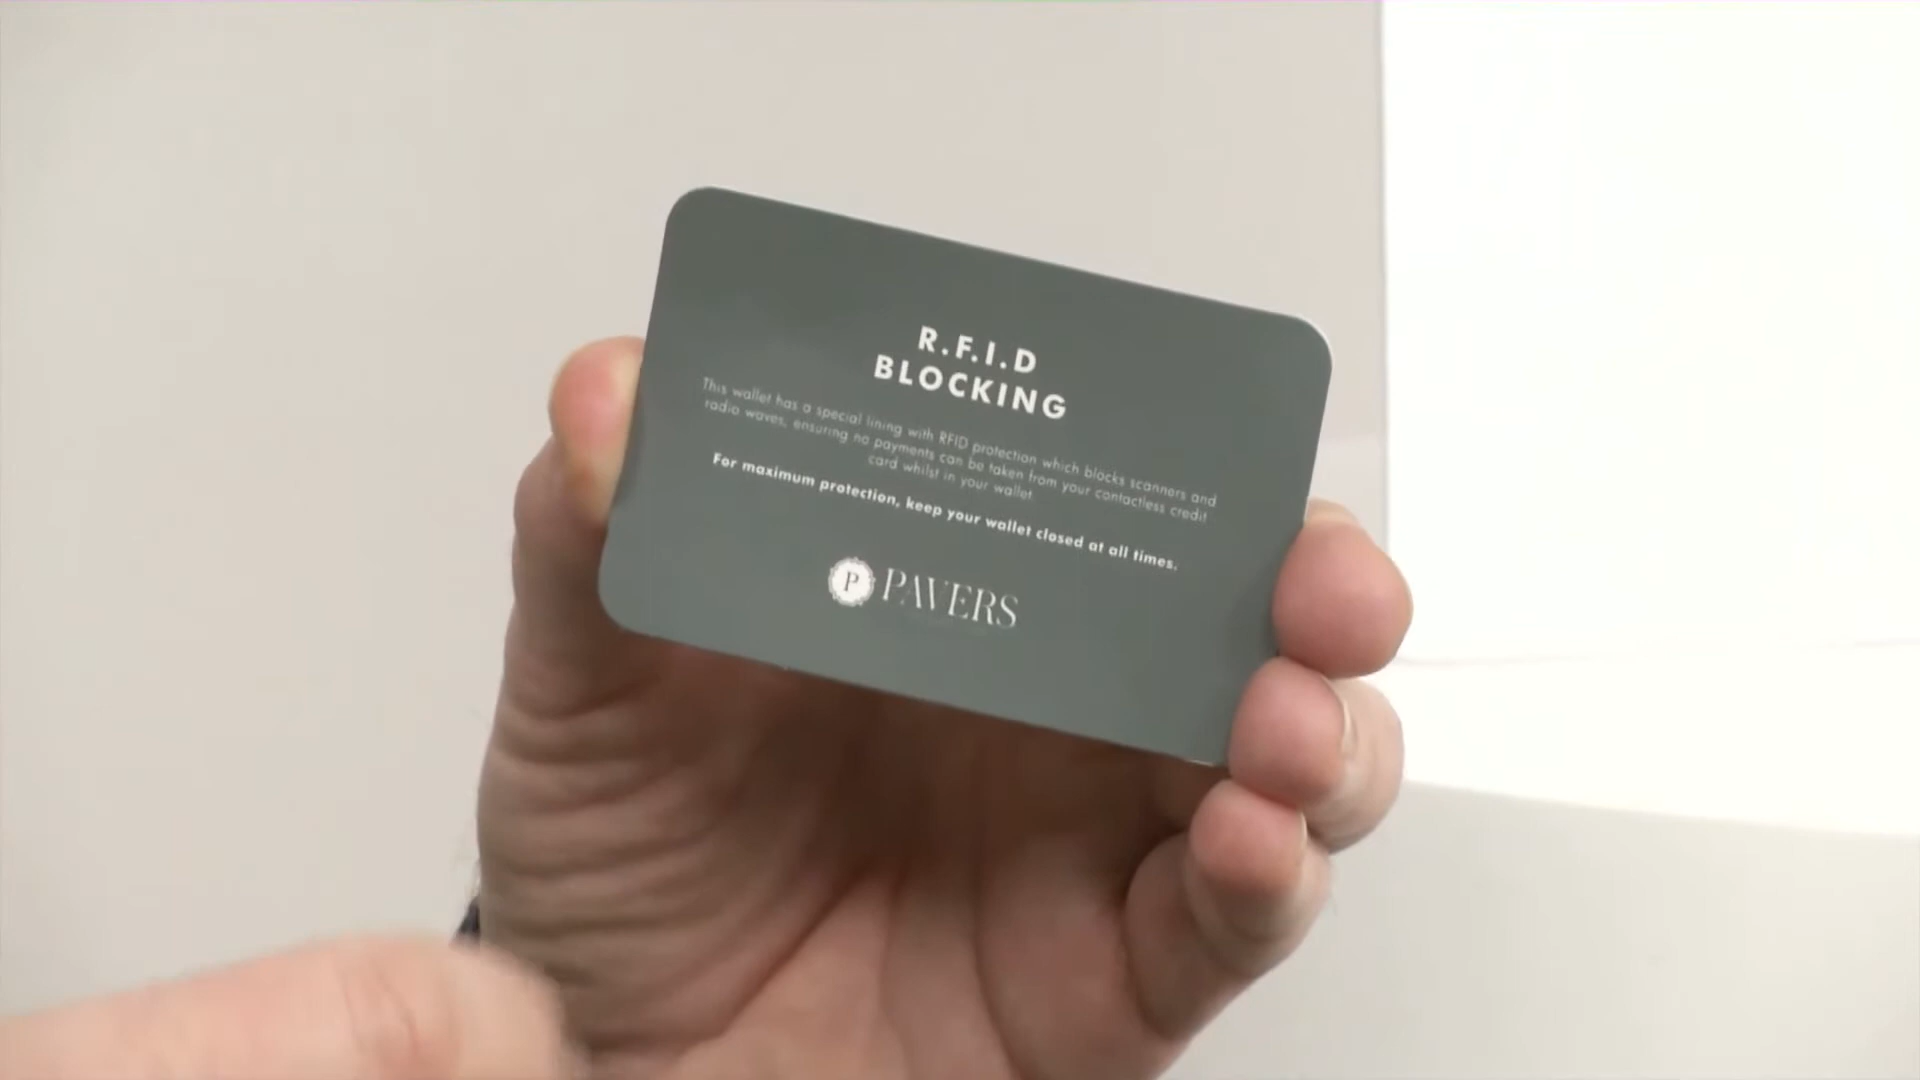 R.F.I.D
BLOCKING
This wallet has a special lining with RFID protection which blocks scanners and
radio waves, ensuring no payments can be taken from your contactless credit
card whilst in your wallet
For maximum protection, keep your wallet closed at all times.
P PAVERS